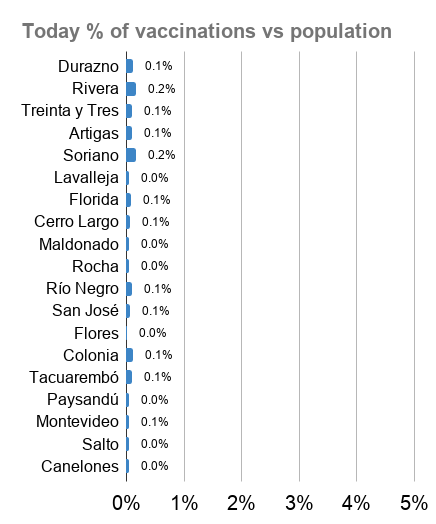 Today % of vaccinations vs population
Durazno 0.1%
Rivera 0.2%
Treinta y Tres 0.1%
Artigas 0.1%
Soriano 0.2%
Lavalleja 0.0%
Florida 0.1%
Cerro Largo 0.1%
Maldonado 0.0%
Rocha 0.0%
Río Negro 0.1%
San José 0.1%
Flores 0.0%
Colonia 0.1%
Tacuarembó 0.1%
Paysandú 0.0%
Montevideo 0.1%
Salto 0.0%
Canelones 0.0%
0% 1% 2% 3% 4% 5%